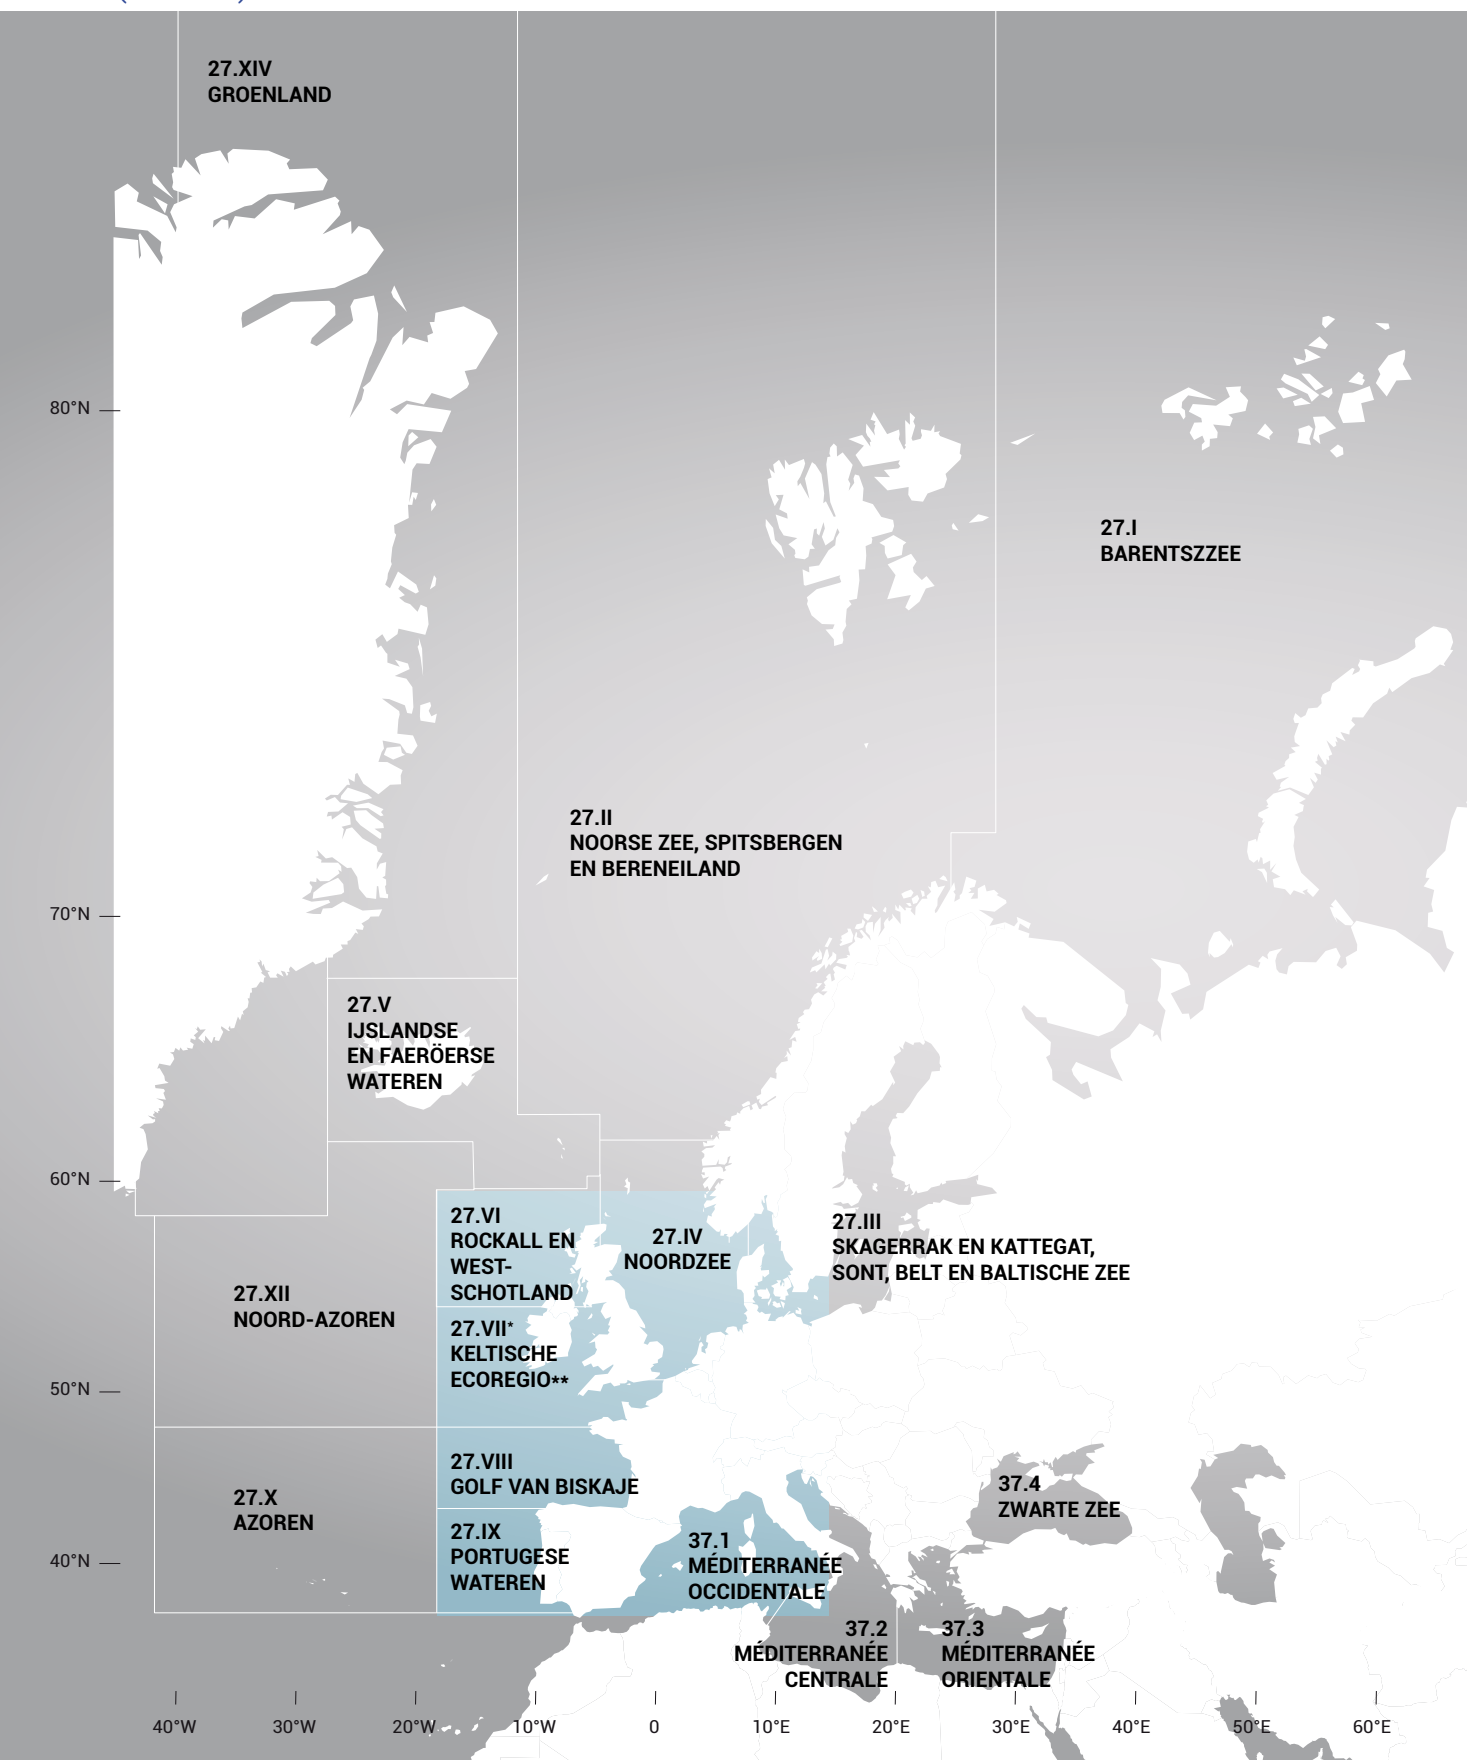 27.XIV
GROENLAND
80°N
27.I
BARENTSZZEE
27.II
NOORSE ZEE, SPITSBERGEN
EN BERENEILAND
70°N
27.V
IJSLANDSE
EN FAERÖERSE
WATEREN
60°N
27.VI
ROCKALL EN
WEST-
SCHOTLAND
27.IV
NOORDZEE
27.III
SKAGERRAK EN KATTEGAT,
SONT, BELT EN BALTISCHE ZEE
27.XII
NOORD-AZOREN
27.VII*
KELTISCHE
ECOREGIO**
50°N
27.VIII
GOLF VAN BISKAJE
27.X
AZOREN
37.4
ZWARTE ZEE
27.IX
PORTUGESE
WATEREN
37.1
MÉDITERRANÉE
OCCIDENTALE
40°N
37.2
MÉDITERRANÉE
CENTRALE
37.3
MÉDITERRANÉE
ORIENTALE
40°W 30°W 20°W 10°W 0 10°E 20°E 30°E 40°E 50°E 60°E